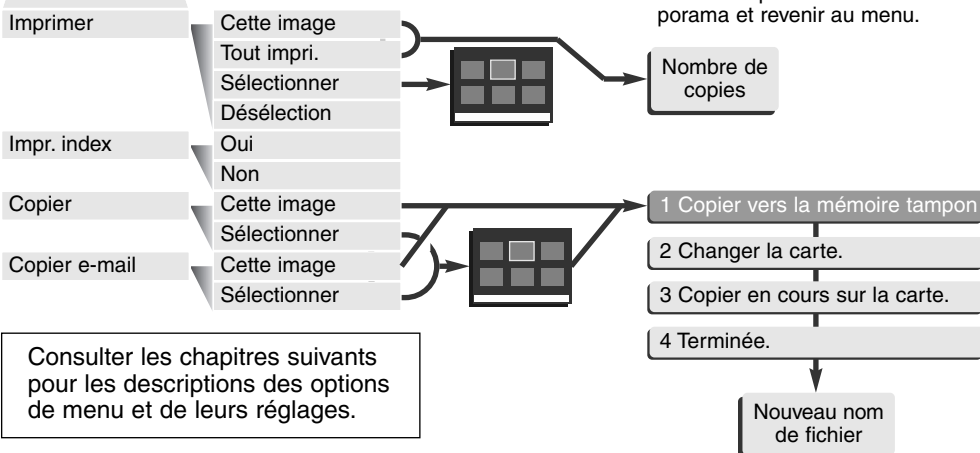 porama et revenir au menu.
Imprimer
Cette image
Tout impri.
Sélectionner
Désélection
Nombre de
copies
Impr. index
Oui
Non
Copier
Cette image
Sélectionner
Copier e-mail
Cette image
Sélectionner
1 Copier vers la mémoire tampon
2 Changer la carte.
3 Copier en cours sur la carte.
4 Terminée.
Nouveau nom
de fichier
Consulter les chapitres suivants
pour les descriptions des options
de menu et de leurs réglages.